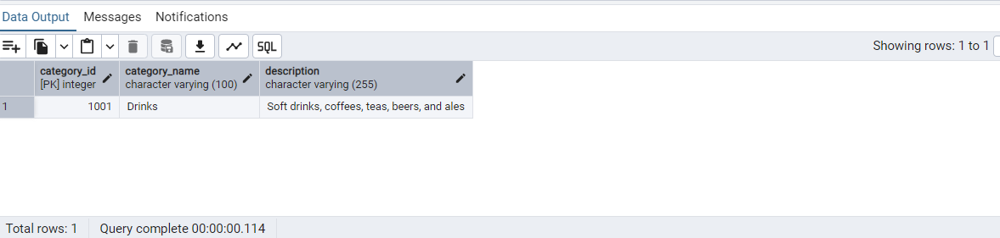 Data Output Messages Notifications
SQL Showing rows: 1 to 1
category_id category_name description
[PK] integer character varying (100) character varying (255)
1 1001 Drinks Soft drinks, coffees, teas, beers, and ales
Total rows: 1 Query complete 00:00:00.114